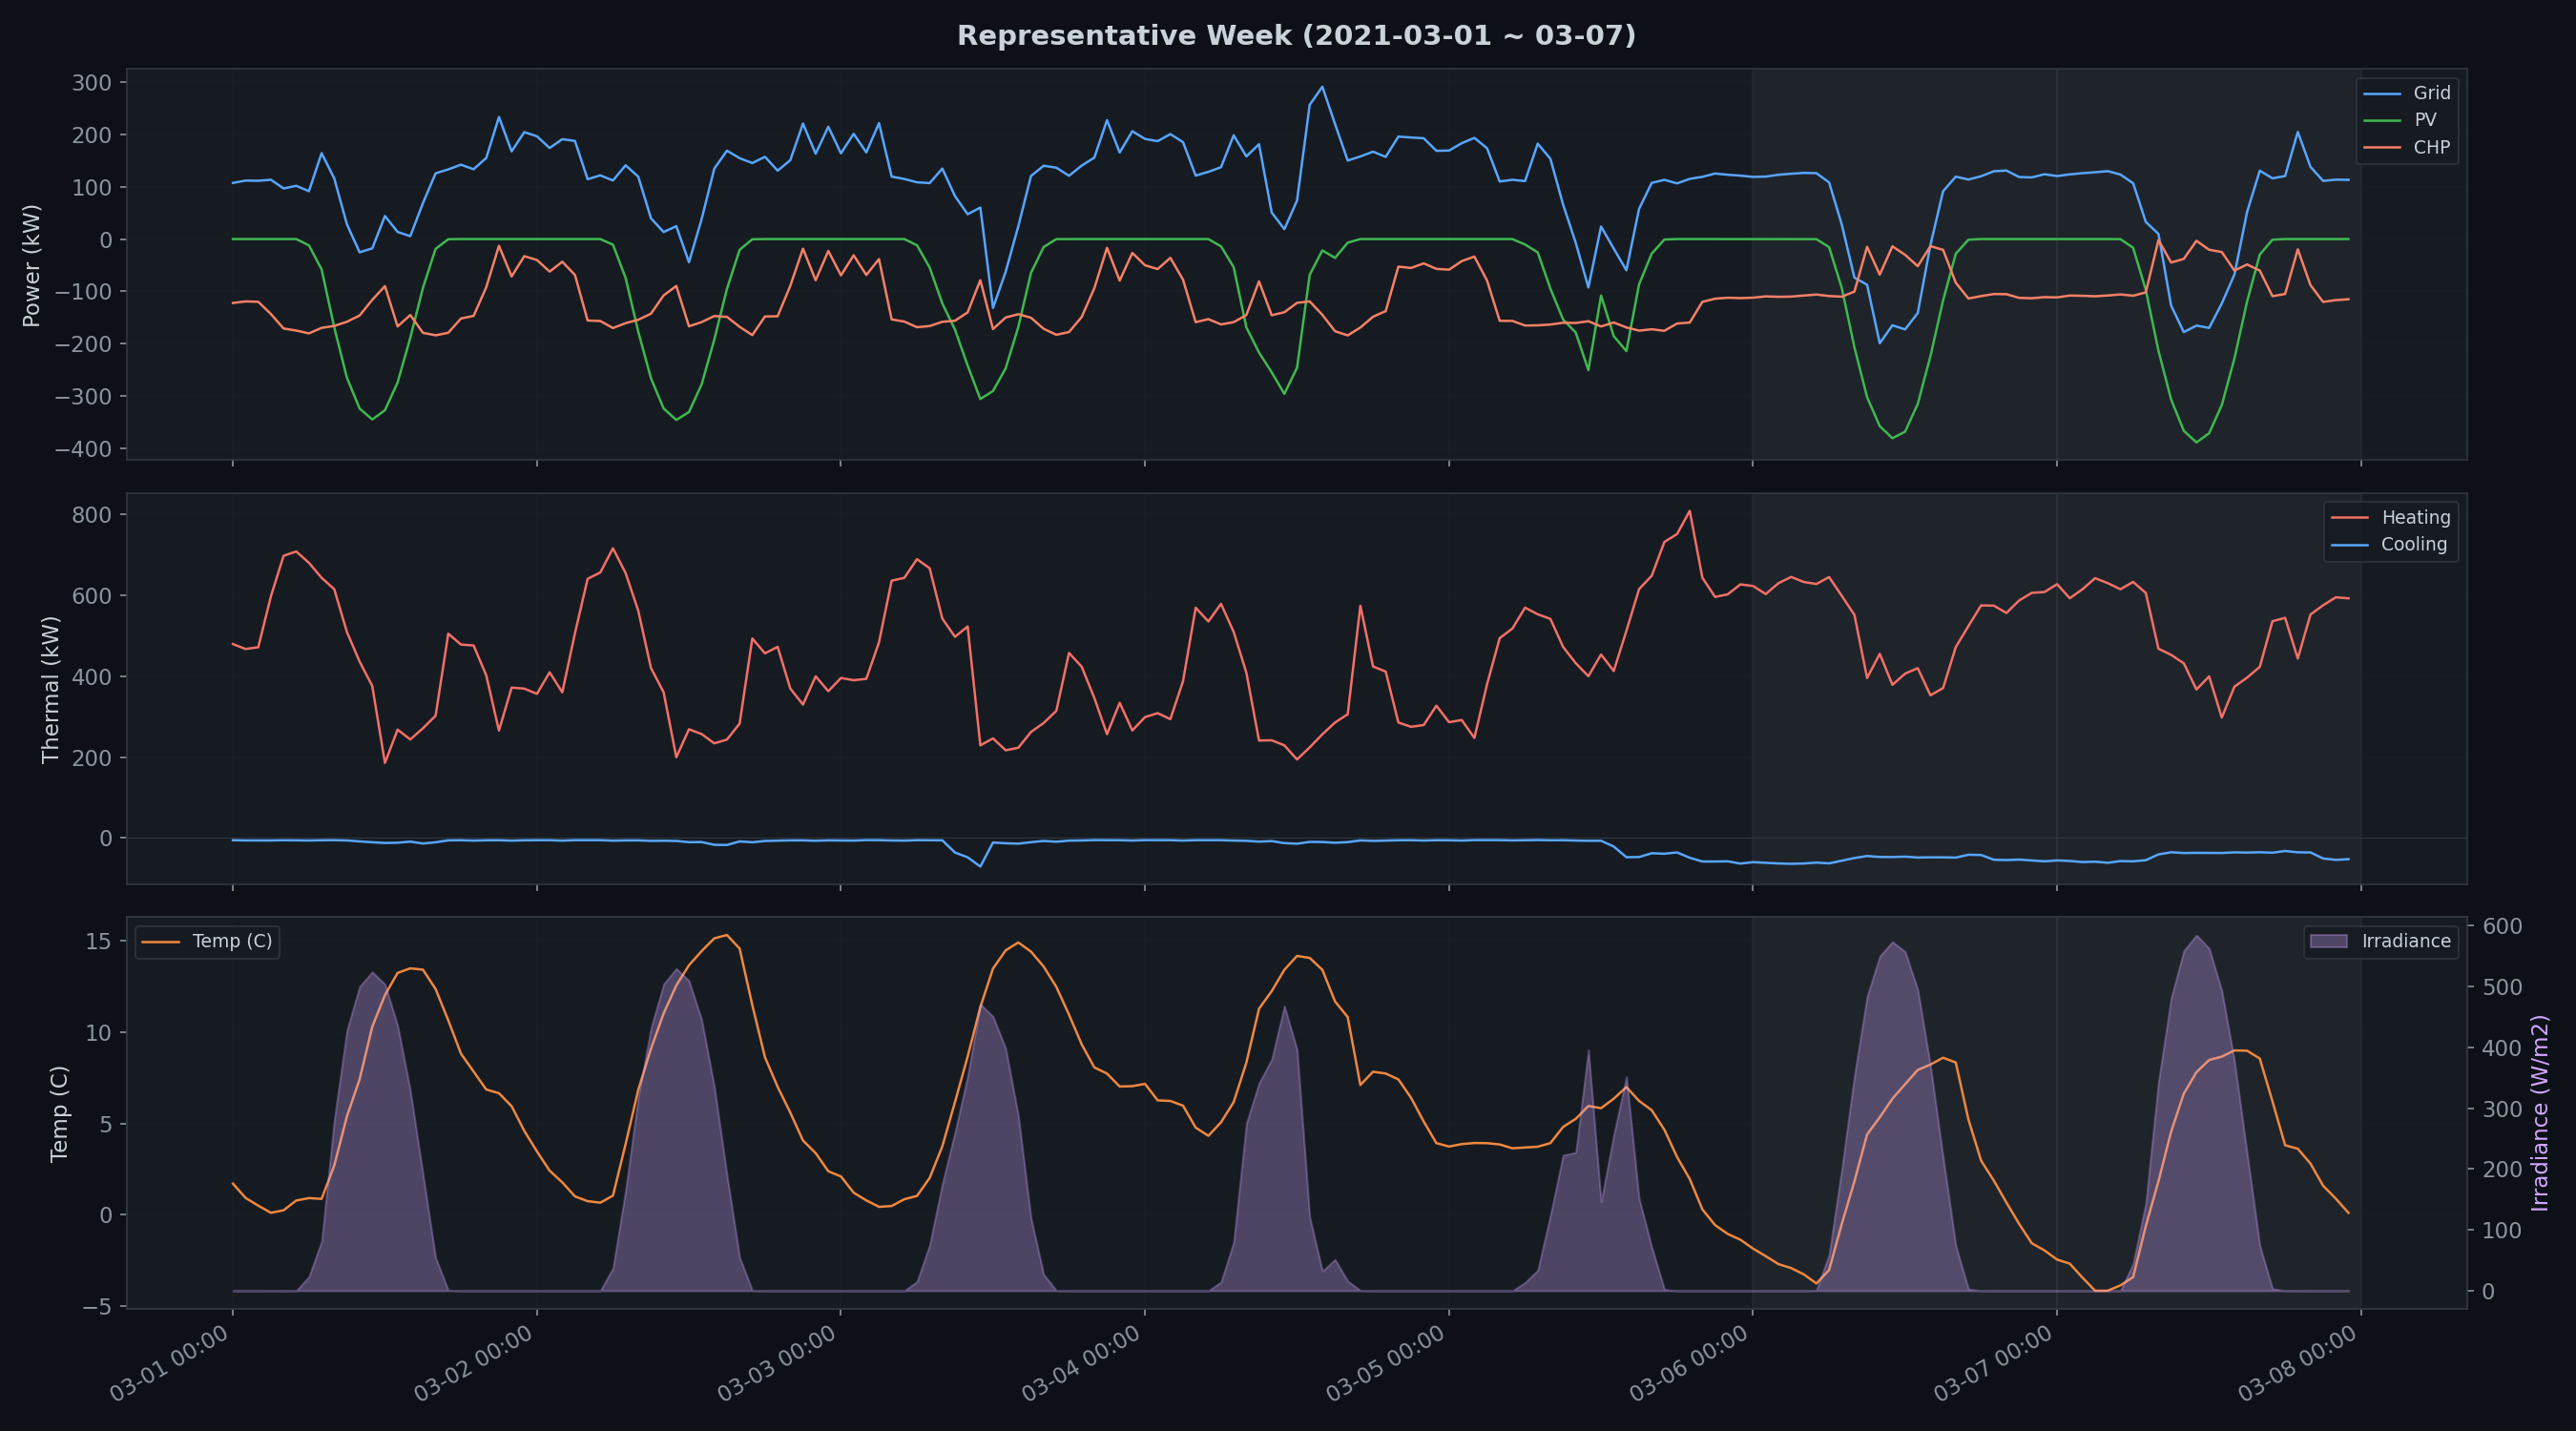 Representative Week (2021-03-01 ~ 03-07)
Power (kW)
300
200
100
0
−100
−200
−300
−400
Grid
PV
CHP
Thermal (kW)
800
600
400
200
0
Heating
Cooling
Temp (C)
15
10
5
0
−5
Temp (C)
Irradiance
600
500
400
300
200
100
0
Irradiance (W/m2)
03-01 00:00
03-02 00:00
03-03 00:00
03-04 00:00
03-05 00:00
03-06 00:00
03-07 00:00
03-08 00:00